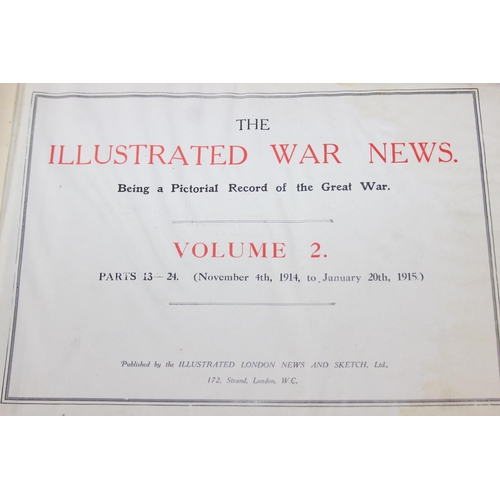 THE
ILLUSTRATED WAR NEWS.
Being a Pictorial Record of the Great War.
VOLUME 2.
PARTS 13—24. (November 4th, 1914, to January 20th, 1915.)
Published by the ILLUSTRATED LONDON NEWS AND SKETCH, Ltd.,
172, Strand, London, W.C.